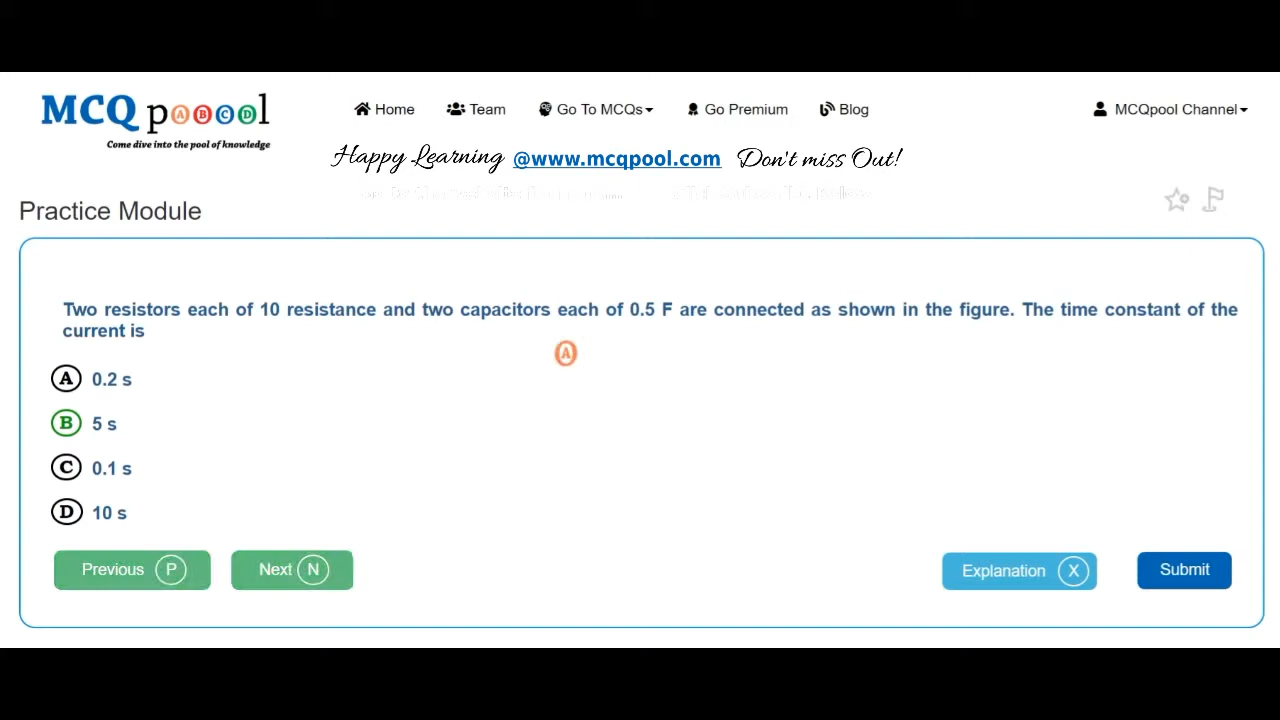 MCQ pABCDl
Come dive into the pool of knowledge
Home Team Go To MCQs Go Premium Blog MCQpool Channel
Happy Learning @www.mcqpool.com Don't miss Out!
Practice Module
Two resistors each of 10 resistance and two capacitors each of 0.5 F are connected as shown in the figure. The time constant of the
current is
A
A 0.2 s
B 5 s
C 0.1 s
D 10 s
Previous P Next N Explanation X Submit